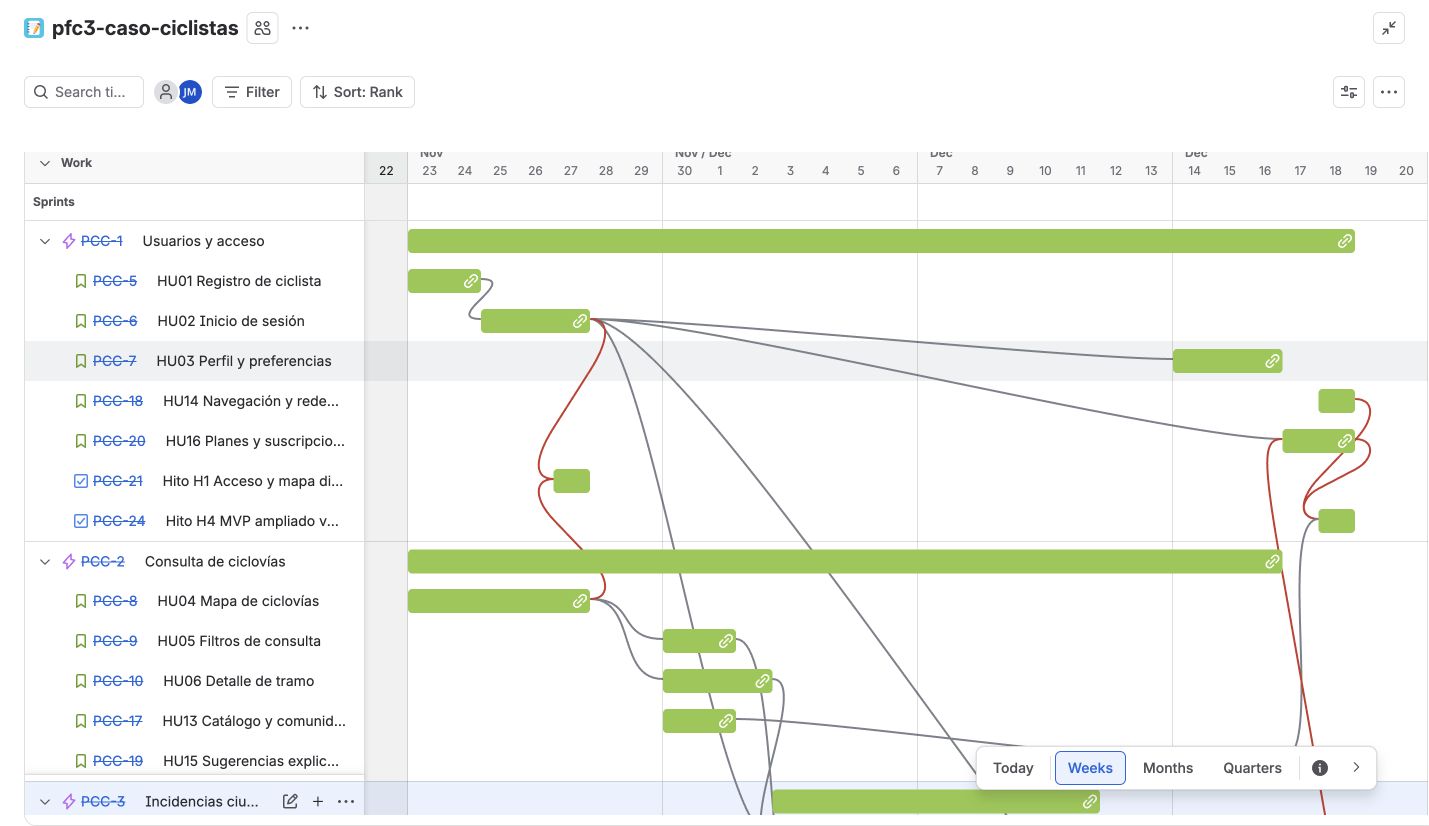 pfc3-caso-ciclistas
Search ti...
JM
Filter
Sort: Rank
Work
Nov
Nov / Dec
Dec
Dec
22 23 24 25 26 27 28 29 30 1 2 3 4 5 6 7 8 9 10 11 12 13 14 15 16 17 18 19 20
Sprints
PCC-1 Usuarios y acceso
PCC-5 HU01 Registro de ciclista
PCC-6 HU02 Inicio de sesión
PCC-7 HU03 Perfil y preferencias
PCC-18 HU14 Navegación y rede...
PCC-20 HU16 Planes y suscripcio...
PCC-21 Hito H1 Acceso y mapa di...
PCC-24 Hito H4 MVP ampliado v...
PCC-2 Consulta de ciclovías
PCC-8 HU04 Mapa de ciclovías
PCC-9 HU05 Filtros de consulta
PCC-10 HU06 Detalle de tramo
PCC-17 HU13 Catálogo y comunid...
PCC-19 HU15 Sugerencias explic...
Today Weeks Months Quarters
PCC-3 Incidencias ciu...